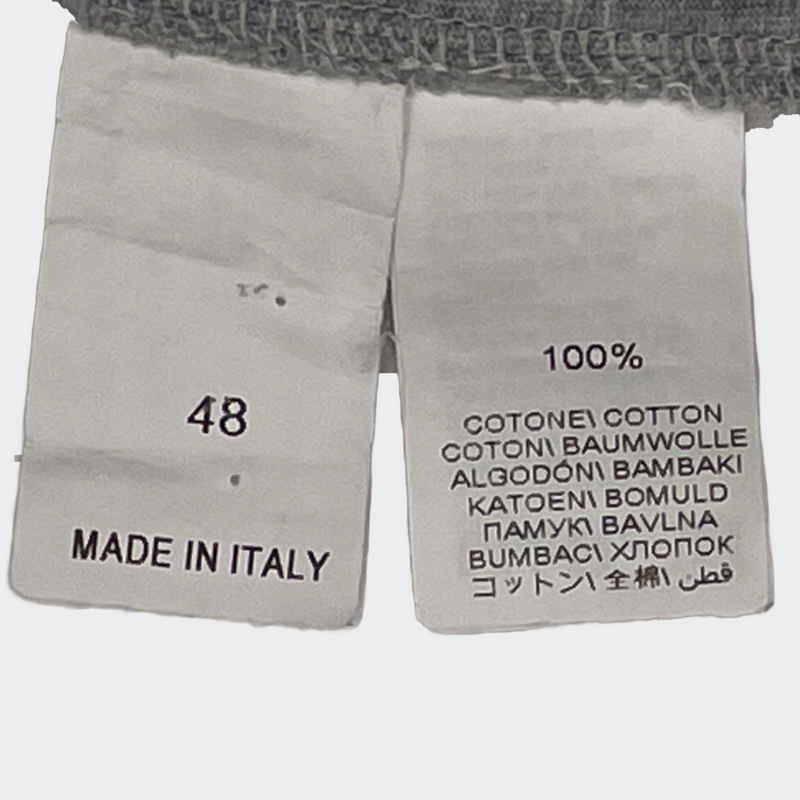 48
MADE IN ITALY
100%
COTONE\ COTTON
COTON\ BAUMWOLLE
ALGODÓN\ BAMBAKI
KATOEN\ BOMULD
ПАМУК\ BAVLNA
BUMBAC\ ХЛОПОК
コットン\ 全棉\ قطن